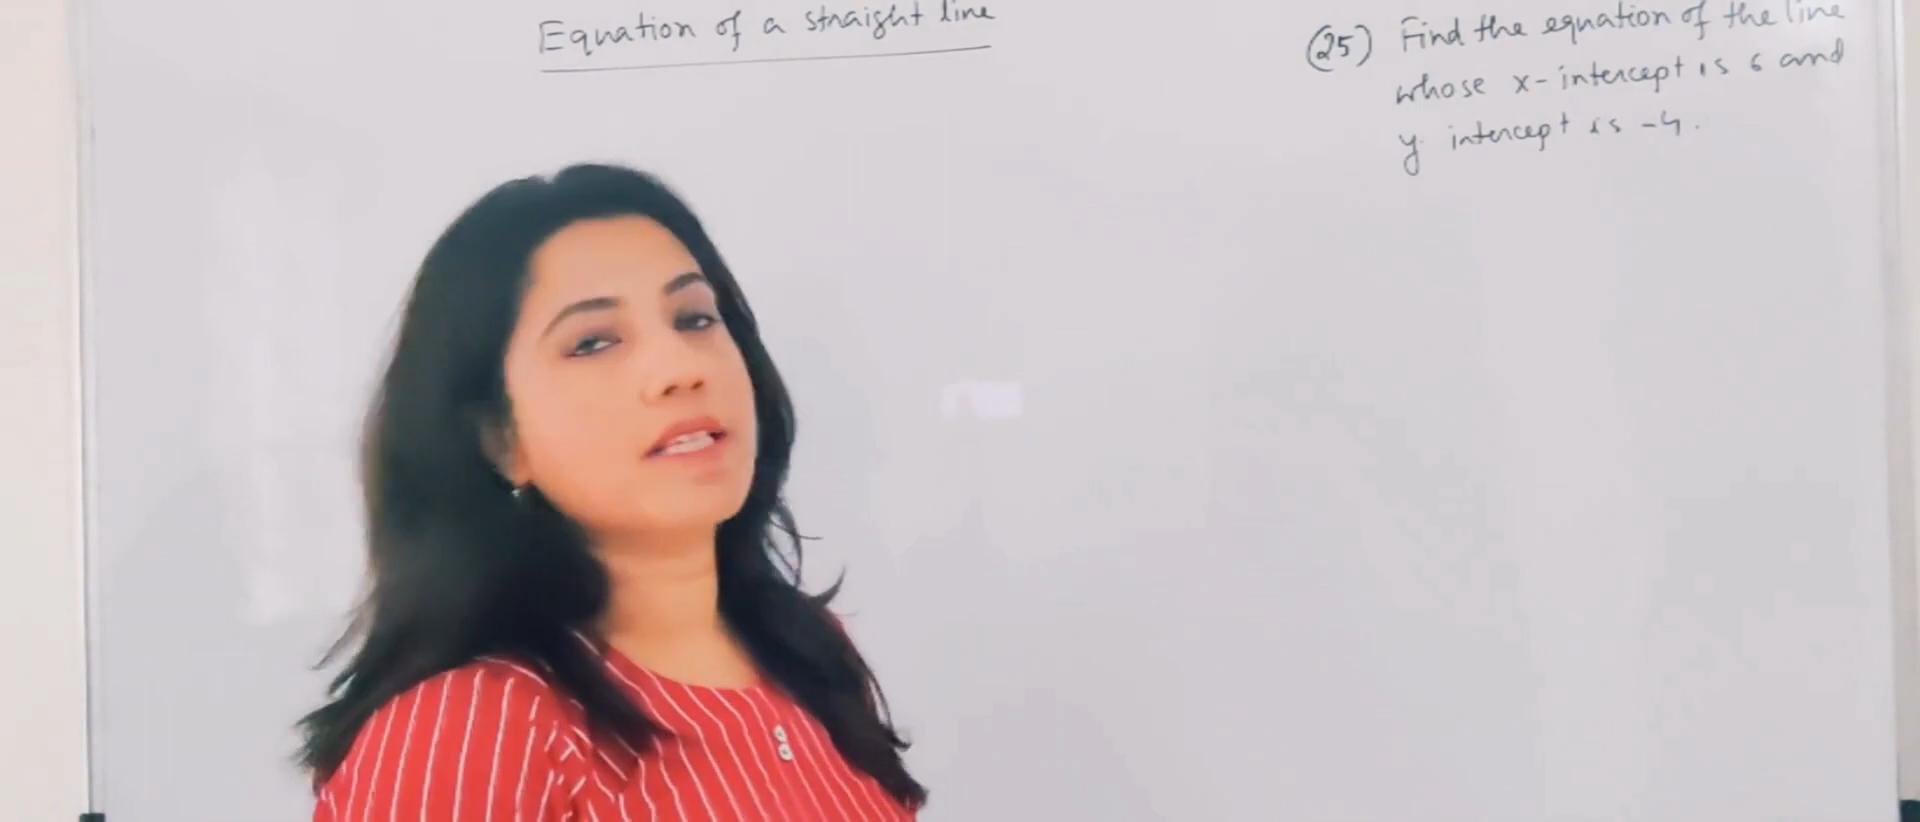 Equation of a straight line
(25) Find the equation of the line
whose x-intercept is 6 and
y intercept is -4.